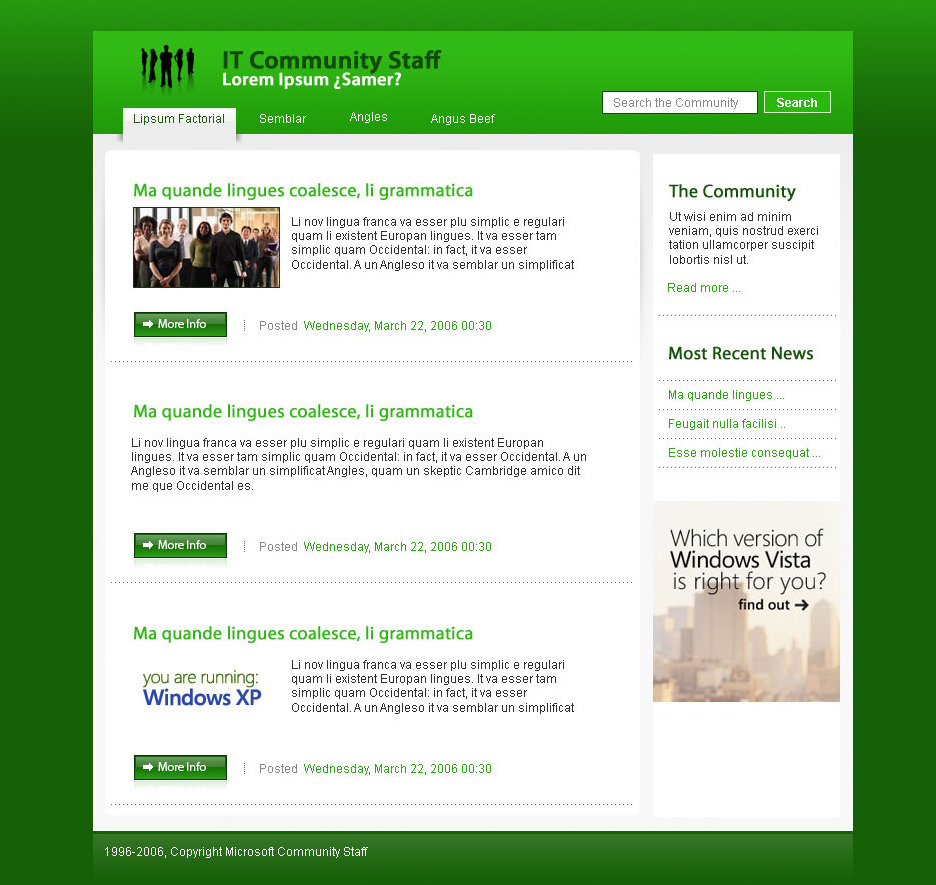 IT Community Staff
Lorem Ipsum ¿Samer?
Search the Community
Search
Lipsum Factorial
Semblar
Angles
Angus Beef
Ma quande lingues coalesce, li grammatica
Li nov lingua franca va esser plu simplic e regulari
quam li existent Europan lingues. It va esser tam
simplic quam Occidental: in fact, it va esser
Occidental. A un Angleso it va semblar un simplificat
More Info
Posted Wednesday, March 22, 2006 00:30
Ma quande lingues coalesce, li grammatica
Li nov lingua franca va esser plu simplic e regulari quam li existent Europan
lingues. It va esser tam simplic quam Occidental: in fact, it va esser Occidental. A un
Angleso it va semblar un simplificat Angles, quam un skeptic Cambridge amico dit
me que Occidental es.
More Info
Posted Wednesday, March 22, 2006 00:30
Ma quande lingues coalesce, li grammatica
you are running:
Windows XP
Li nov lingua franca va esser plu simplic e regulari
quam li existent Europan lingues. It va esser tam
simplic quam Occidental: in fact, it va esser
Occidental. A un Angleso it va semblar un simplificat
More Info
Posted Wednesday, March 22, 2006 00:30
The Community
Ut wisi enim ad minim
veniam, quis nostrud exerci
tation ullamcorper suscipit
lobortis nisl ut.
Read more ...
Most Recent News
Ma quande lingues ...
Feugait nulla facilisi ..
Esse molestie consequat ...
Which version of
Windows Vista
is right for you?
find out
1996-2006, Copyright Microsoft Community Staff